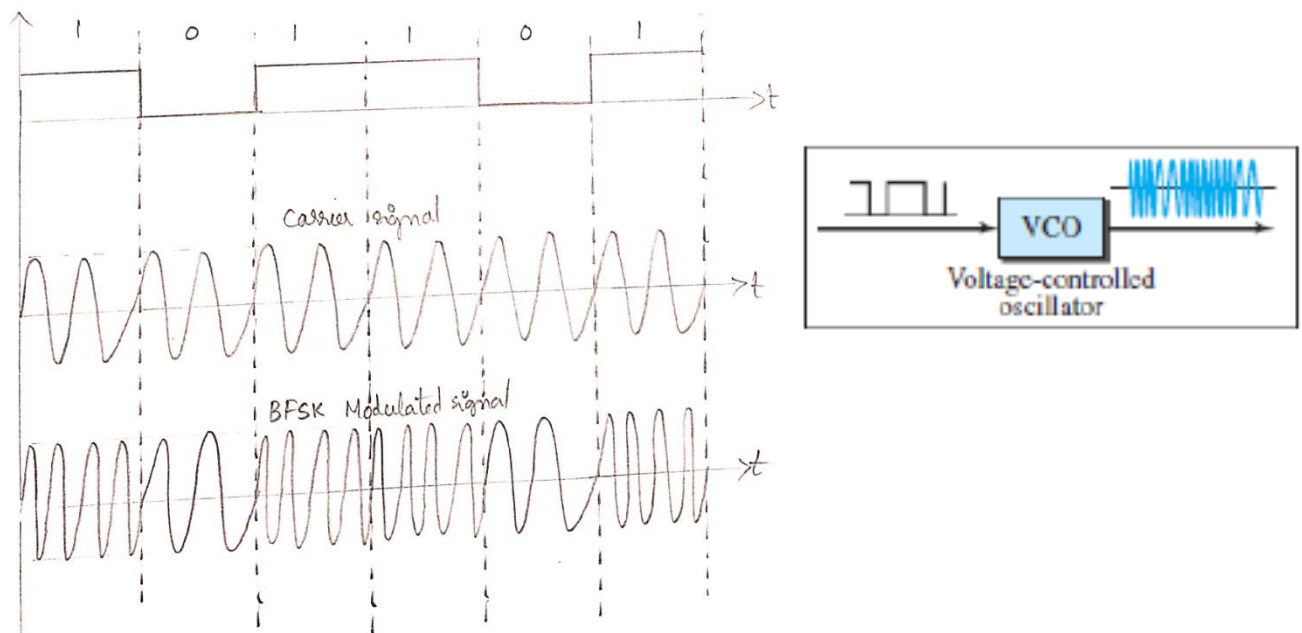 1 0 1 1 0 1
t
Carrier signal
t
BFSK Modulated signal
t
VCO
Voltage-controlled
oscillator